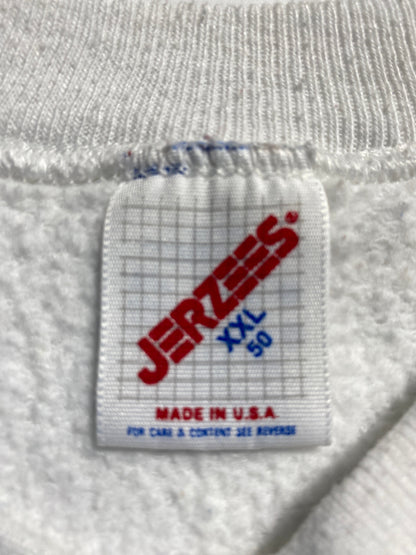 JERZEES®
XXL
50
MADE IN U.S.A
FOR CARE & CONTENT SEE REVERSE